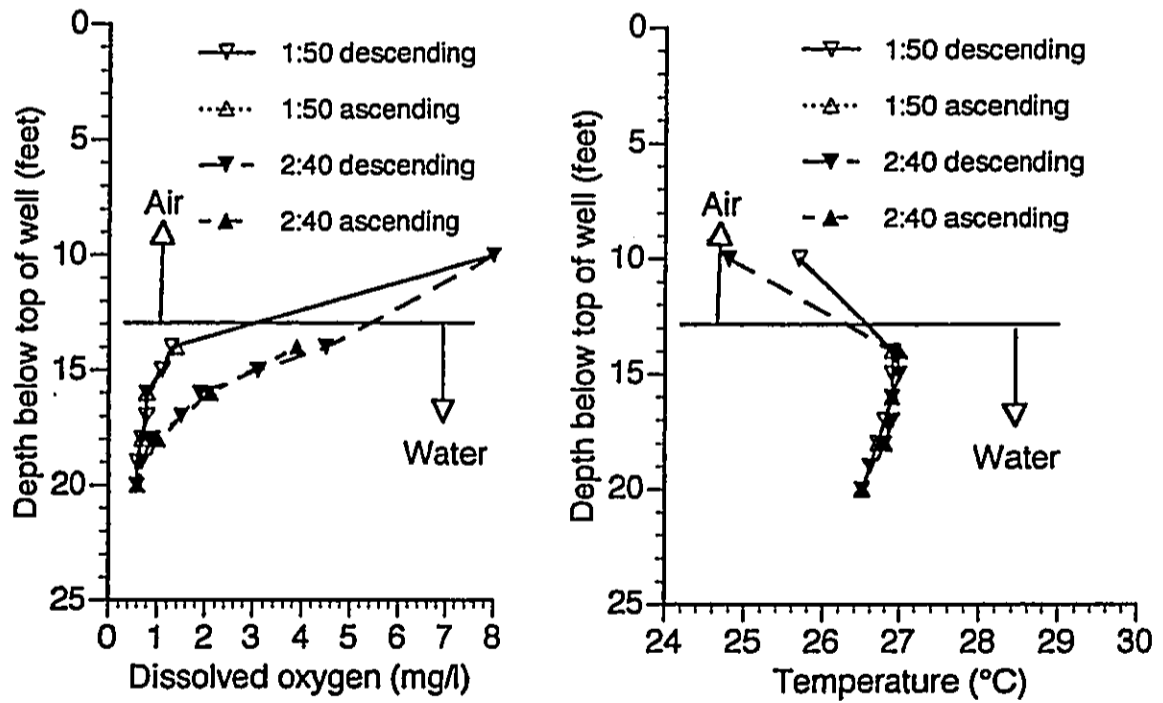 0
5
10
15
20
25
Depth below top of well (feet)
1:50 descending
1:50 ascending
2:40 descending
2:40 ascending
Air
Water
0 1 2 3 4 5 6 7 8
Dissolved oxygen (mg/l)
0
5
10
15
20
25
Depth below top of well (feet)
1:50 descending
1:50 ascending
2:40 descending
2:40 ascending
Air
Water
24 25 26 27 28 29 30
Temperature (°C)